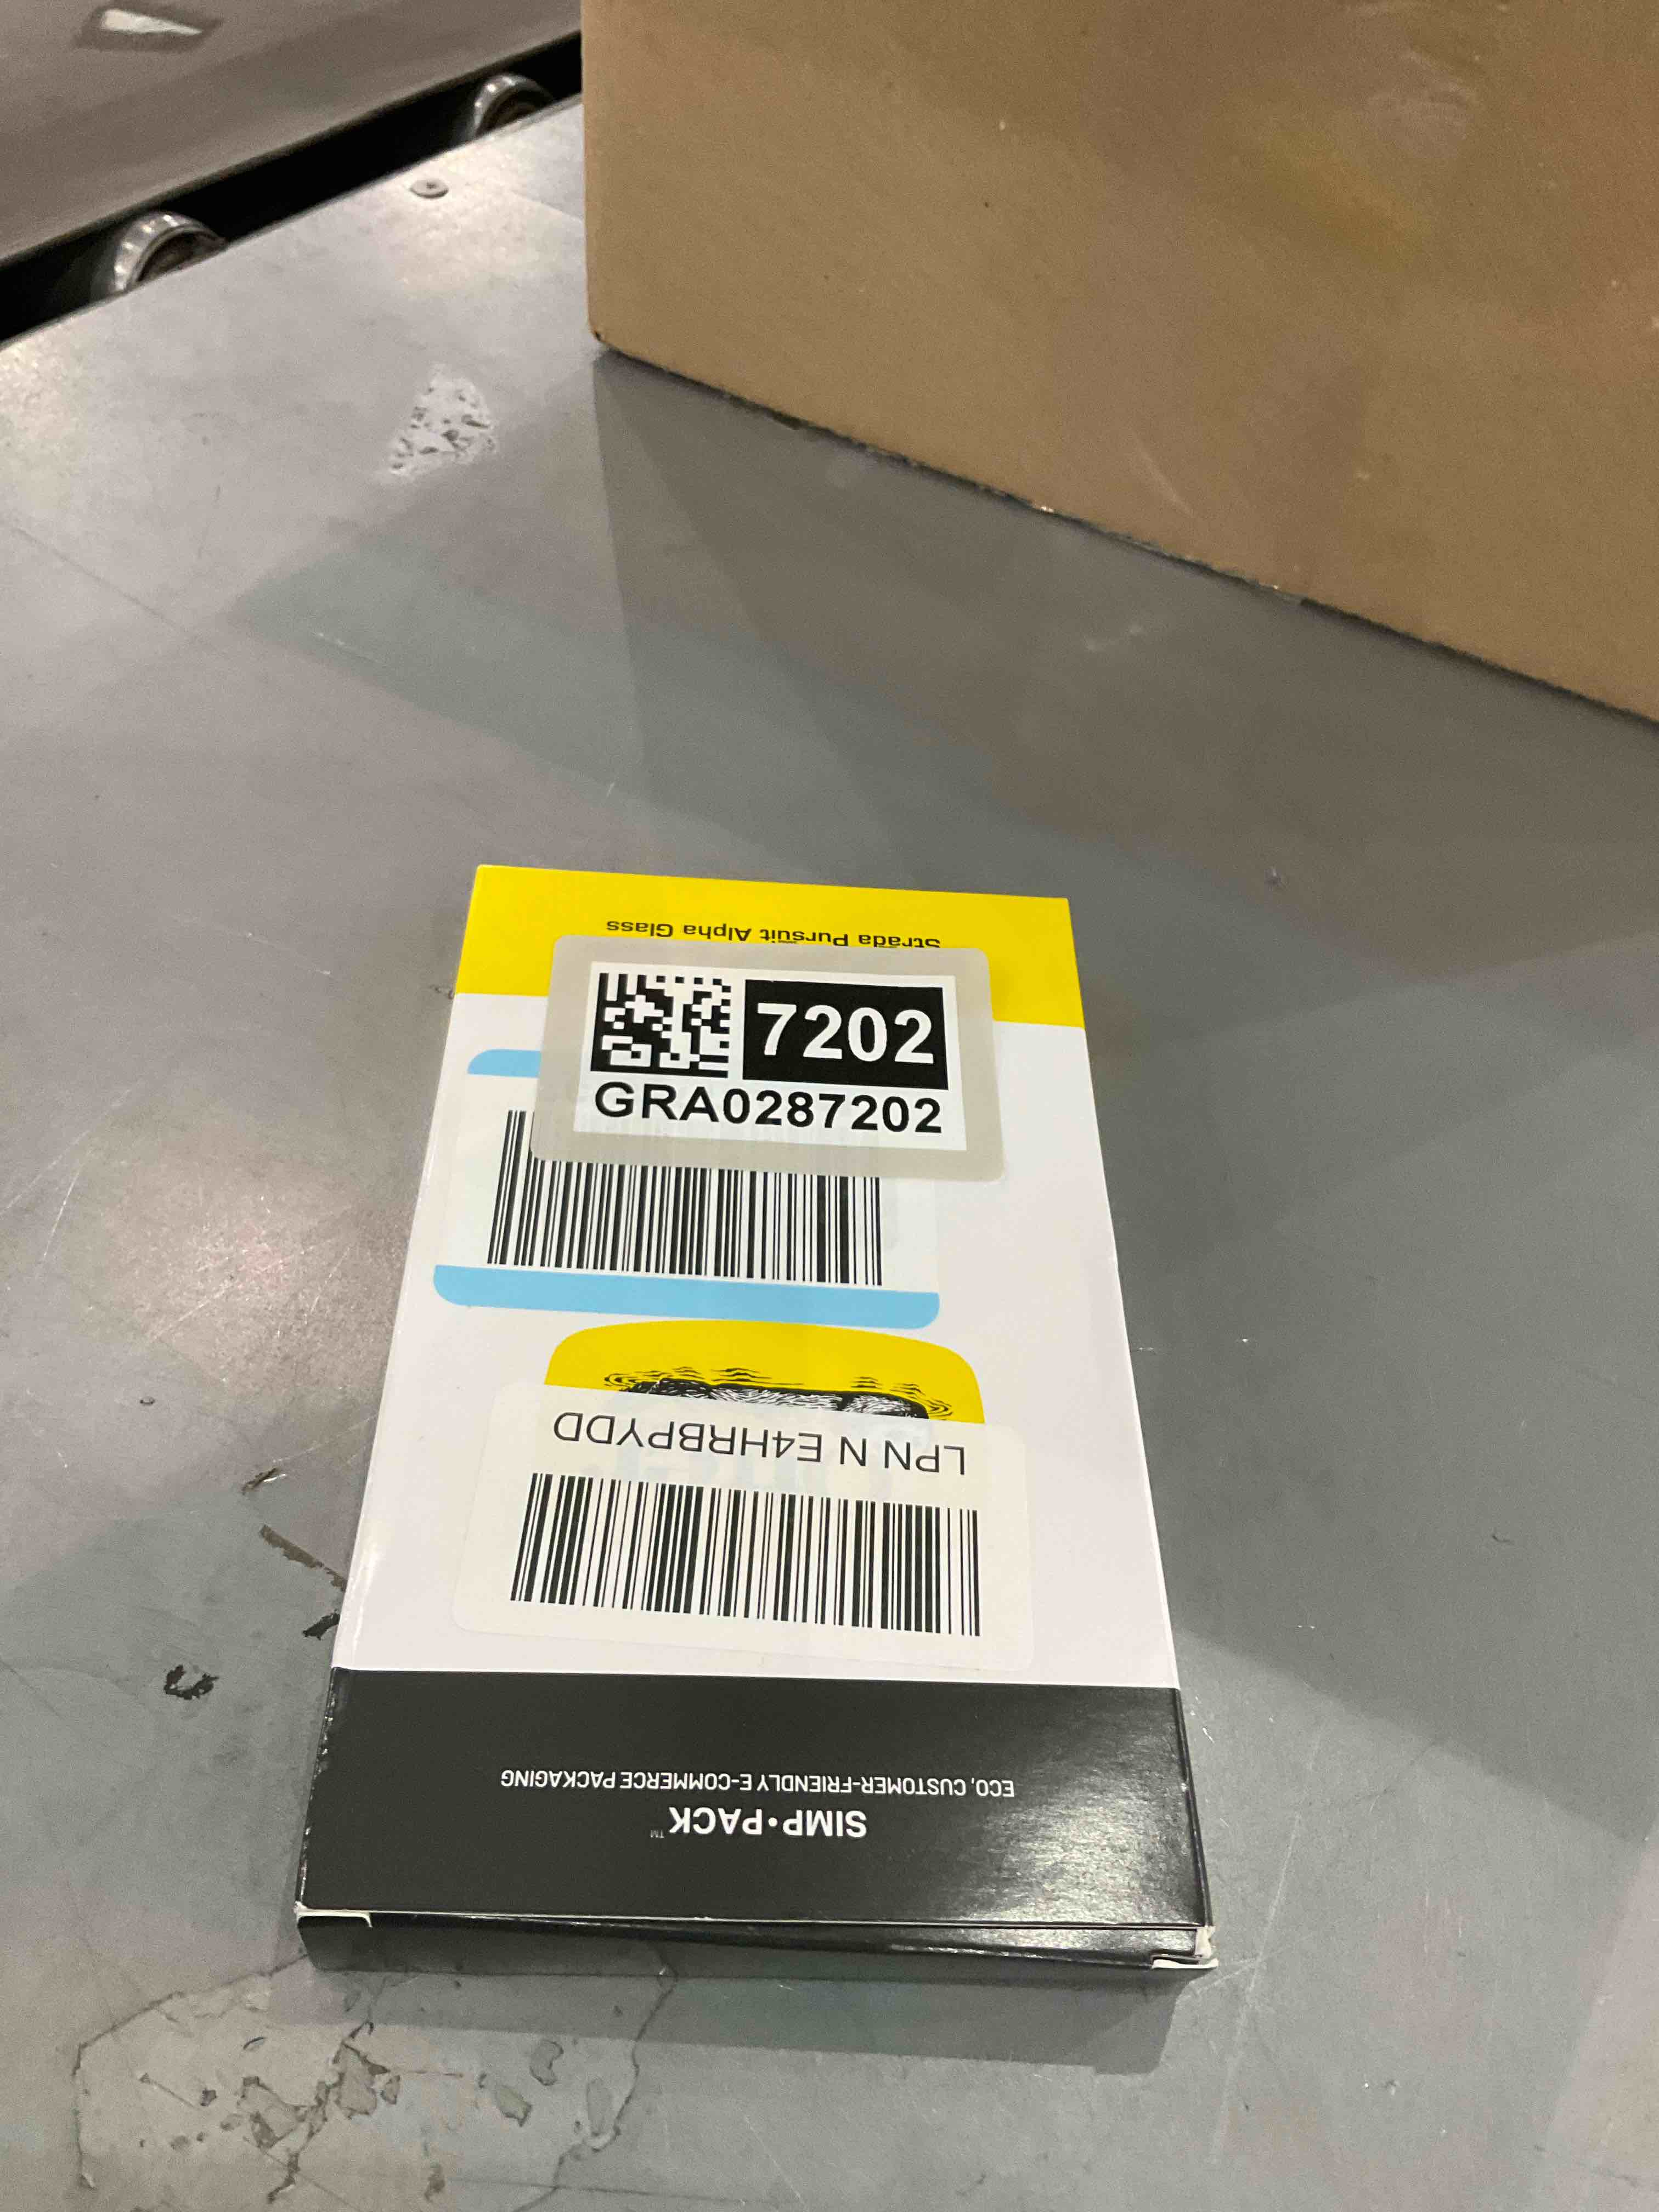 Strada Pursuit Alpha Glass
7202
GRA0287202
LPN N E4HRBPYDD
ECO, CUSTOMER-FRIENDLY E-COMMERCE PACKAGING
SIMP•PACK™